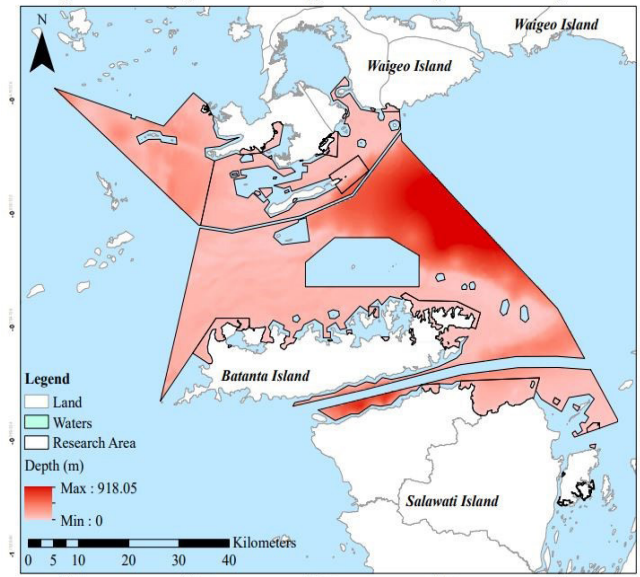 N
Waigeo Island
Waigeo Island
Batanta Island
Salawati Island
Legend
Land
Waters
Research Area
Depth (m)
Max : 918.05
Min : 0
Kilometers
0 5 10 20 30 40